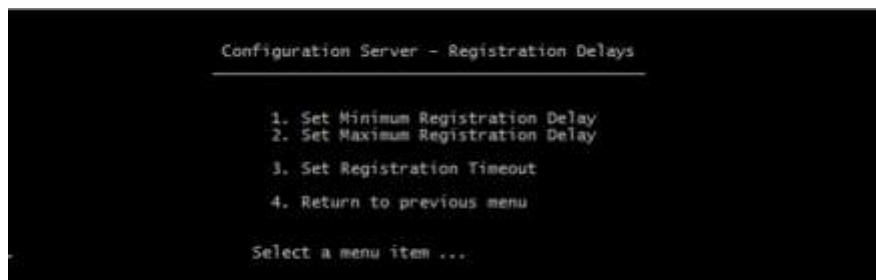 Configuration Server – Registration Delays
1. Set Minimum Registration Delay
2. Set Maximum Registration Delay
3. Set Registration Timeout
4. Return to previous menu
Select a menu item ...